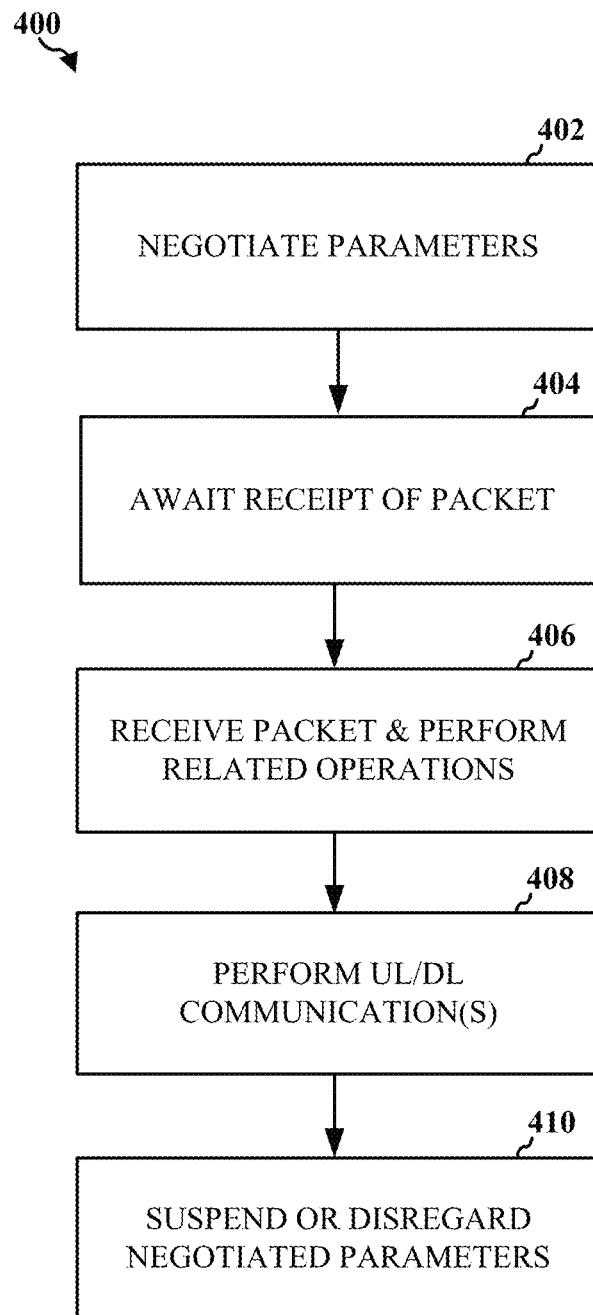 400
402
NEGOTIATE PARAMETERS
404
AWAIT RECEIPT OF PACKET
406
RECEIVE PACKET & PERFORM
RELATED OPERATIONS
408
PERFORM UL/DL
COMMUNICATION(S)
410
SUSPEND OR DISREGARD
NEGOTIATED PARAMETERS